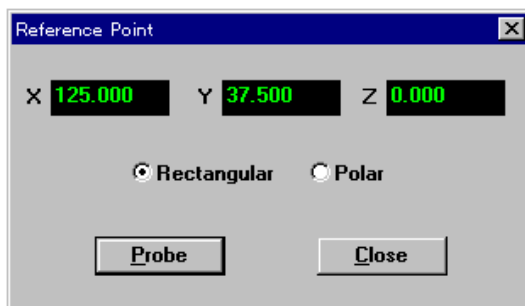 Reference Point
X 125.000 Y 37.500 Z 0.000
Rectangular Polar
Probe Close